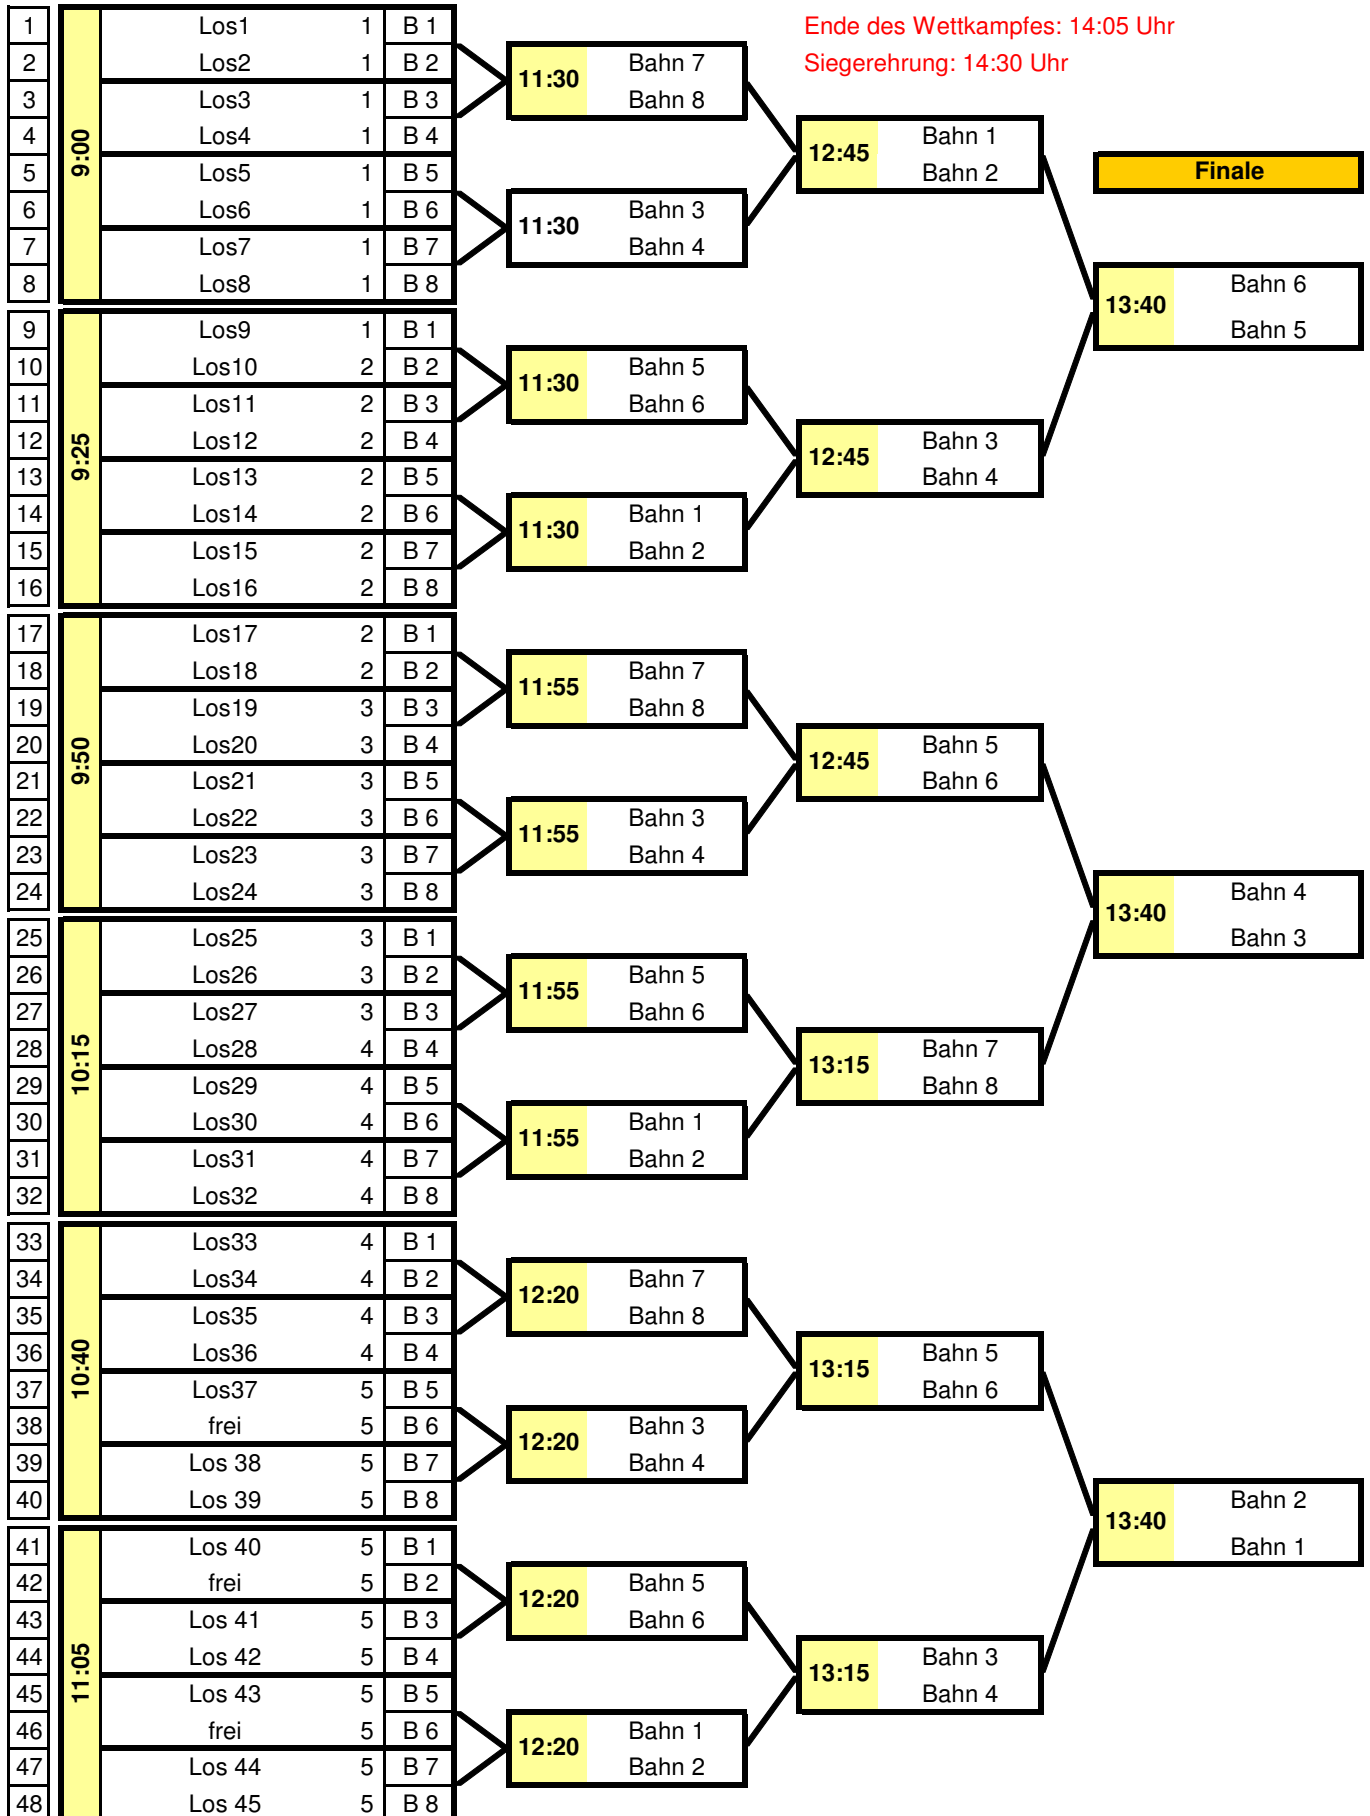 1 Los1 1 B 1
Ende des Wettkampfes: 14:05 Uhr
2 Los2 1 B 2
Siegerehrung: 14:30 Uhr
3 Los3 1 B 3
4 Los4 1 B 4
5 Los5 1 B 5
6 Los6 1 B 6
7 Los7 1 B 7
8 Los8 1 B 8
9:00
9 Los9 1 B 1
10 Los10 2 B 2
11 Los11 2 B 3
12 Los12 2 B 4
13 Los13 2 B 5
14 Los14 2 B 6
15 Los15 2 B 7
16 Los16 2 B 8
9:25
17 Los17 2 B 1
18 Los18 2 B 2
19 Los19 3 B 3
20 Los20 3 B 4
21 Los21 3 B 5
22 Los22 3 B 6
23 Los23 3 B 7
24 Los24 3 B 8
9:50
25 Los25 3 B 1
26 Los26 3 B 2
27 Los27 3 B 3
28 Los28 4 B 4
29 Los29 4 B 5
30 Los30 4 B 6
31 Los31 4 B 7
32 Los32 4 B 8
10:15
33 Los33 4 B 1
34 Los34 4 B 2
35 Los35 4 B 3
36 Los36 4 B 4
37 Los37 5 B 5
38 frei 5 B 6
39 Los 38 5 B 7
40 Los 39 5 B 8
10:40
41 Los 40 5 B 1
42 frei 5 B 2
43 Los 41 5 B 3
44 Los 42 5 B 4
45 Los 43 5 B 5
46 frei 5 B 6
47 Los 44 5 B 7
48 Los 45 5 B 8
11:05
11:30
Bahn 7
Bahn 8
11:30
Bahn 3
Bahn 4
11:30
Bahn 5
Bahn 6
11:30
Bahn 1
Bahn 2
11:55
Bahn 7
Bahn 8
11:55
Bahn 3
Bahn 4
11:55
Bahn 5
Bahn 6
11:55
Bahn 1
Bahn 2
12:20
Bahn 7
Bahn 8
12:20
Bahn 3
Bahn 4
12:20
Bahn 5
Bahn 6
12:20
Bahn 1
Bahn 2
12:45
Bahn 1
Bahn 2
12:45
Bahn 3
Bahn 4
12:45
Bahn 5
Bahn 6
13:15
Bahn 7
Bahn 8
13:15
Bahn 5
Bahn 6
13:15
Bahn 3
Bahn 4
Finale
13:40
Bahn 6
Bahn 5
13:40
Bahn 4
Bahn 3
13:40
Bahn 2
Bahn 1